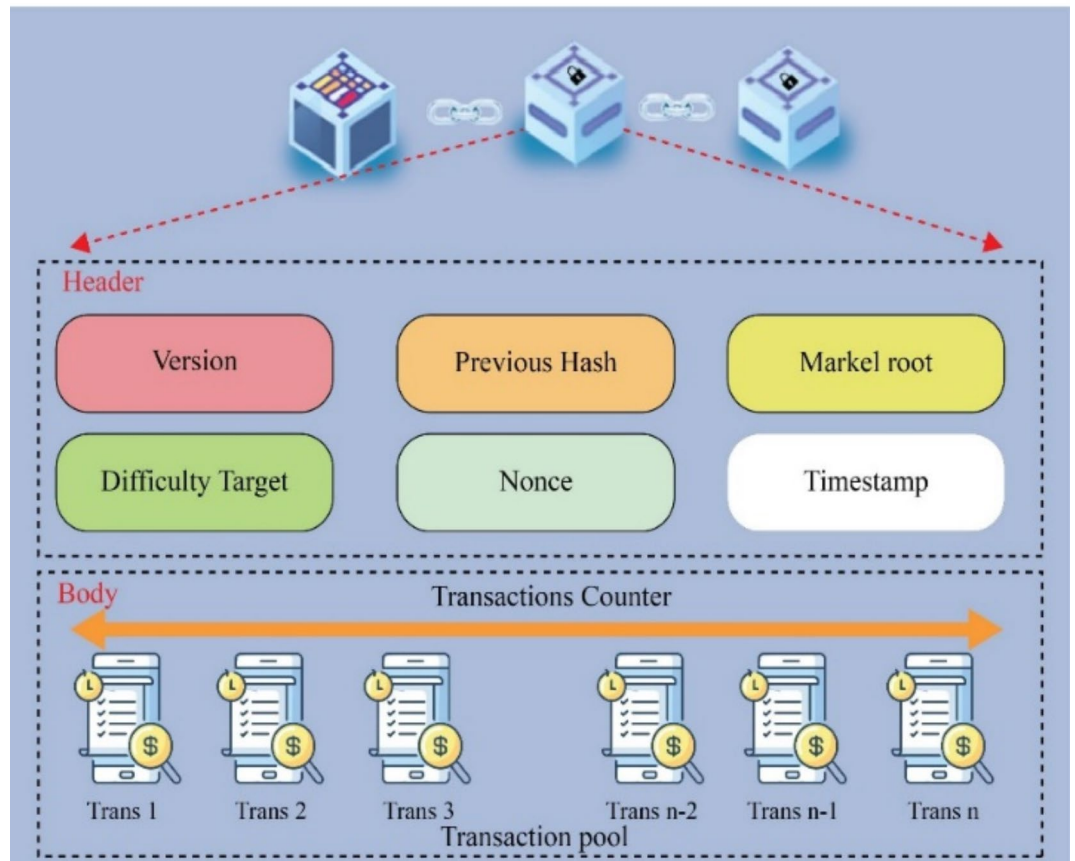 Header
Version
Previous Hash
Markel root
Difficulty Target
Nonce
Timestamp
Body
Transactions Counter
Trans 1
Trans 2
Trans 3
Trans n-2
Trans n-1
Trans n
Transaction pool